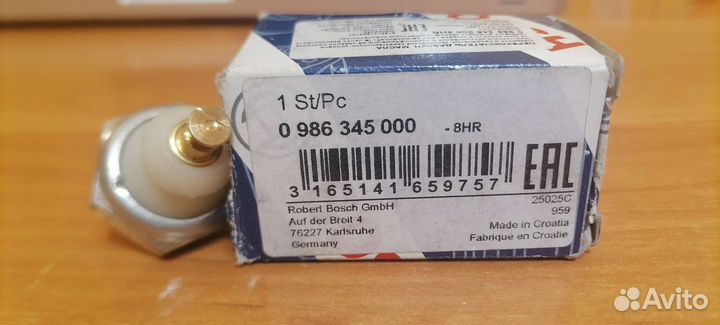 1 St/Pc
0 986 345 000 - 8HR
3 165141 659757
EAC
Robert Bosch GmbH
Auf der Breit 4
76227 Karlsruhe
Germany
25025C
959
Made in Croatia
Fabrique en Croatie
Avito